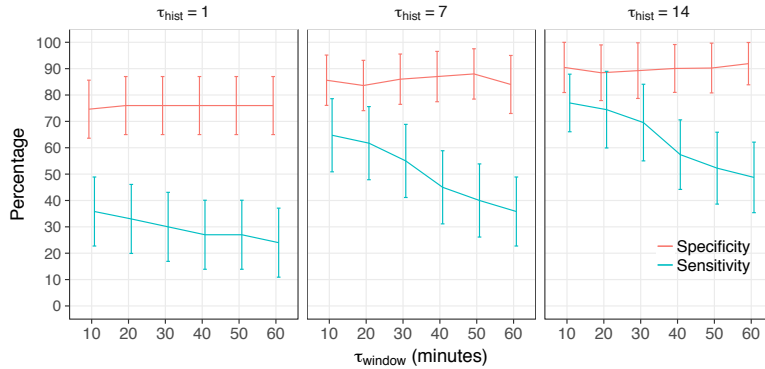 τhist = 1
τhist = 7
τhist = 14
Percentage
100
90
80
70
60
50
40
30
20
10
0
Specificity
Sensitivity
10 20 30 40 50 60
10 20 30 40 50 60
10 20 30 40 50 60
τwindow (minutes)